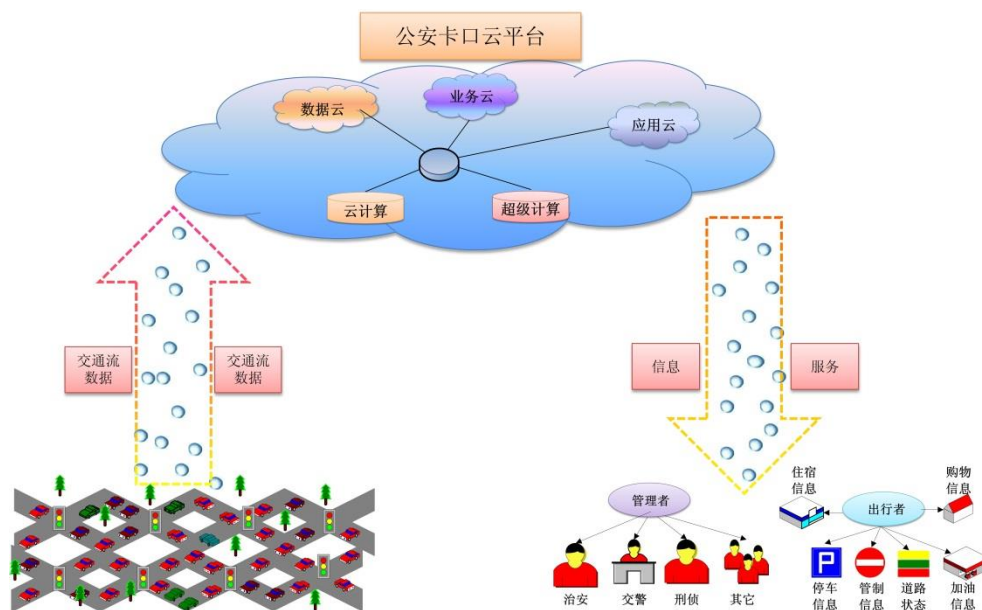 公安卡口云平台
数据云
业务云
应用云
云计算
超级计算
交通流
数据
交通流
数据
信息
服务
管理者
治安
交警
刑侦
其它
住宿
信息
购物
信息
出行者
P
停车
信息
管制
信息
道路
状态
加油
信息